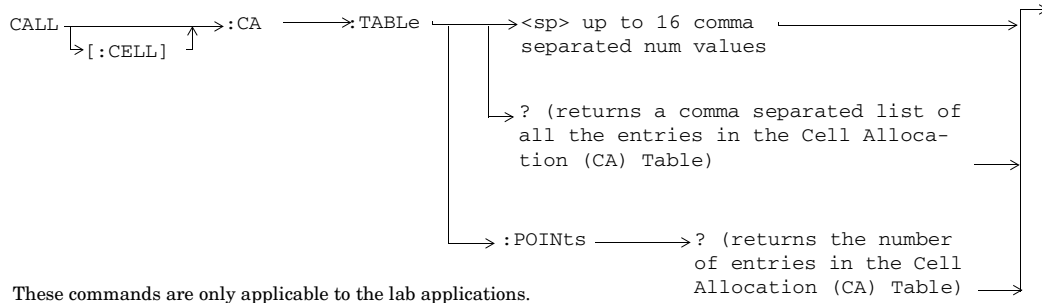 CALL :CA :TABLe <sp> up to 16 comma
separated num values
[:CELL]
? (returns a comma separated list of
all the entries in the Cell Alloca-
tion (CA) Table)
:POINts ? (returns the number
of entries in the Cell
Allocation (CA) Table)
These commands are only applicable to the lab applications.